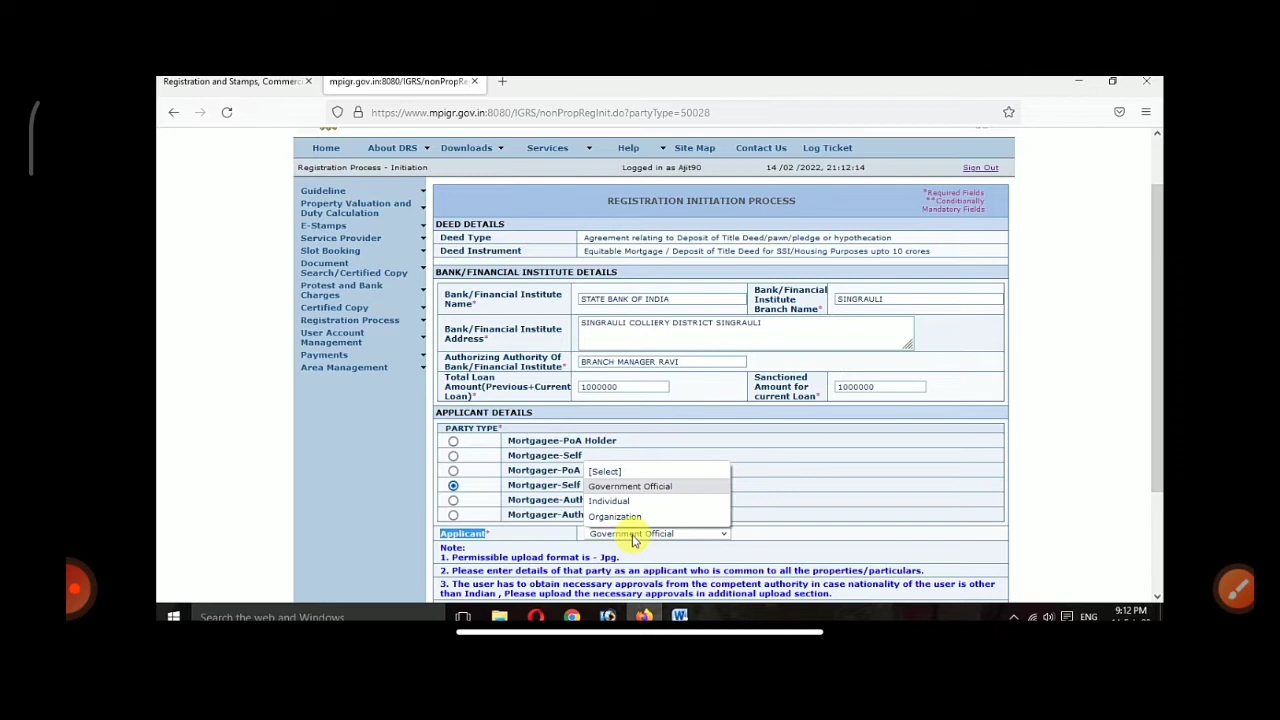 Registration and Stamps, Commerci
mpigr.gov.in:8080/IGRS/nonPropRe
https://www.mpigr.gov.in:8080/IGRS/nonPropRegInit.do?partyType=50028
Home About DRS Downloads Services Help Site Map Contact Us Log Ticket
Registration Process - Initiation Logged in as Ajit90 14 /02 /2022, 21:12:14 Sign Out
Guideline
Property Valuation and
Duty Calculation
E-Stamps
Service Provider
Slot Booking
Document
Search/Certified Copy
Protest and Bank
Charges
Certified Copy
Registration Process
User Account
Management
Payments
Area Management
REGISTRATION INITIATION PROCESS
*Required Fields
**Conditionally
Mandatory Fields
DEED DETAILS
Deed Type Agreement relating to Deposit of Title Deed/pawn/pledge or hypothecation
Deed Instrument Equitable Mortgage / Deposit of Title Deed for SSI/Housing Purposes upto 10 crores
BANK/FINANCIAL INSTITUTE DETAILS
Bank/Financial Institute
Name*
STATE BANK OF INDIA
Bank/Financial
Institute
Branch Name*
SINGRAULI
Bank/Financial Institute
Address*
SINGRAULI COLLIERY DISTRICT SINGRAULI
Authorizing Authority Of
Bank/Financial Institute*
BRANCH MANAGER RAVI
Total Loan
Amount(Previous+Current
Loan)*
1000000
Sanctioned
Amount for
current Loan*
1000000
APPLICANT DETAILS
PARTY TYPE*
Mortgagee-PoA Holder
Mortgagee-Self
Mortgager-PoA
Mortgager-Self
Mortgagee-Auth
Mortgager-Auth
[Select]
Government Official
Individual
Organization
Applicant* Government Official
Note:
1. Permissible upload format is - Jpg.
2. Please enter details of that party as an applicant who is common to all the properties/particulars.
3. The user has to obtain necessary approvals from the competent authority in case nationality of the user is other
than Indian , Please upload the necessary approvals in additional upload section.
Search the web and Windows
ENG
9:12 PM